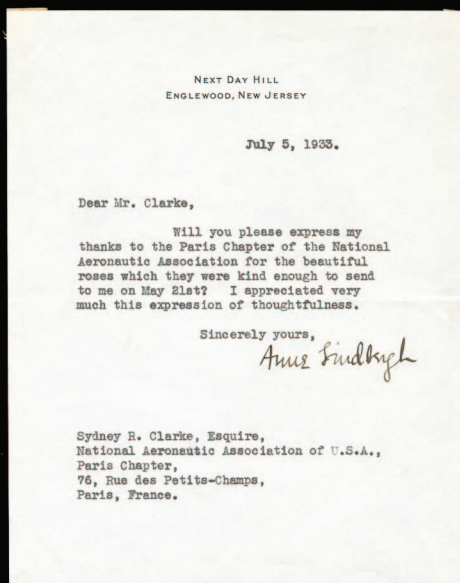 NEXT DAY HILL
ENGLEWOOD, NEW JERSEY
July 5, 1933.
Dear Mr. Clarke,
Will you please express my
thanks to the Paris Chapter of the National
Aeronautic Association for the beautiful
roses which they were kind enough to send
to me on May 21st? I appreciated very
much this expression of thoughtfulness.
Sincerely yours,
Anne Lindbergh
Sydney R. Clarke, Esquire,
National Aeronautic Association of U.S.A.,
Paris Chapter,
76, Rue des Petits-Champs,
Paris, France.